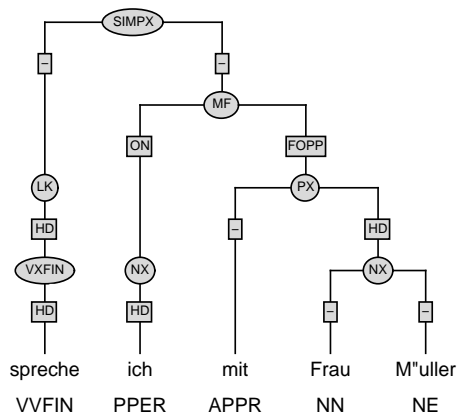 SIMPX
– –
MF
ON FOPP
LK PX
HD – HD
VXFIN NX NX
HD HD – –
spreche ich mit Frau M"uller
VVFIN PPER APPR NN NE